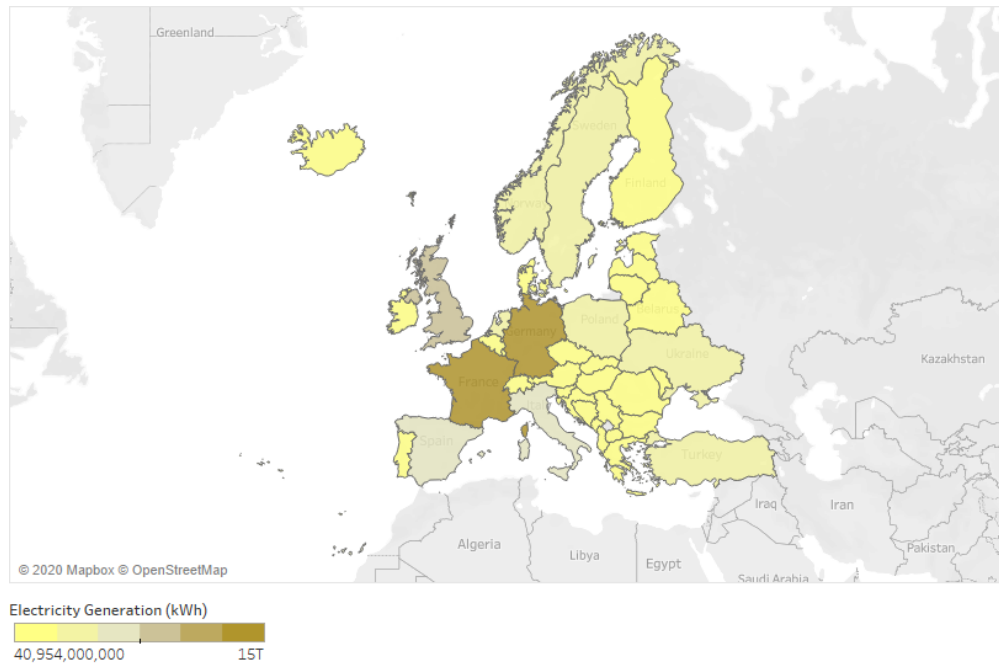 Greenland
Sweden
Norway
Finland
Belarus
Poland
Germany
Ukraine
Kazakhstan
France
Italy
Spain
Turkey
Iraq
Iran
Algeria
Libya
Egypt
Pakistan
Saudi Arabia
© 2020 Mapbox © OpenStreetMap
Electricity Generation (kWh)
40,954,000,000 15T